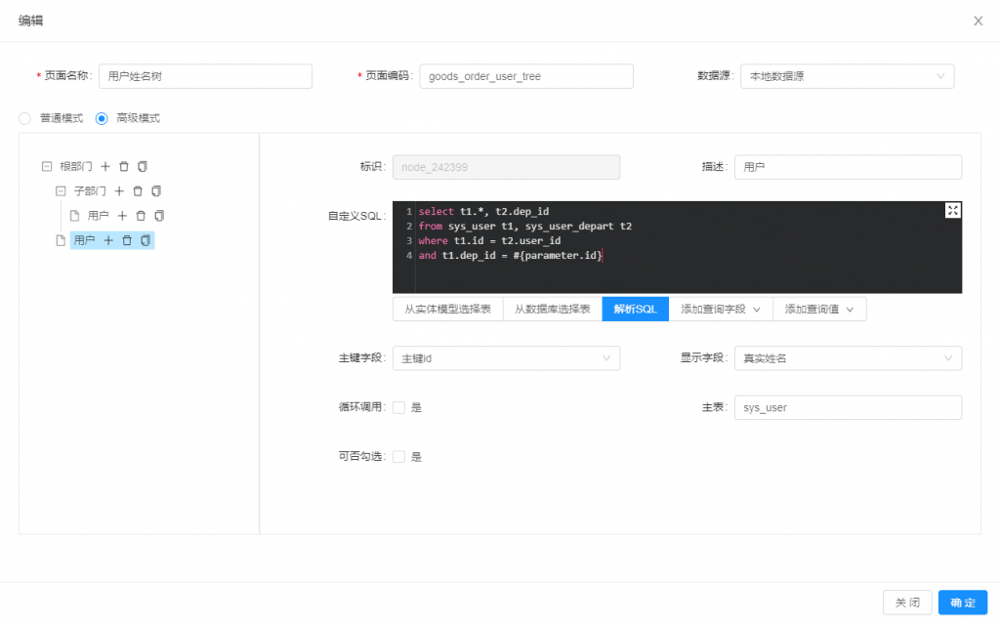 编辑
* 页面名称: 用户姓名树 * 页面编码: goods_order_user_tree 数据源: 本地数据源
普通模式 高级模式
根部门
子部门
用户
用户
标识: node_242399 描述: 用户
自定义SQL:
1 select t1.*, t2.dep_id
2 from sys_user t1, sys_user_depart t2
3 where t1.id = t2.user_id
4 and t1.dep_id = #{parameter.id}
从实体模型选择表 从数据库选择表 解析SQL 添加查询字段 添加查询值
主键字段: 主键id 显示字段: 真实姓名
循环调用: 是 主表: sys_user
可否勾选: 是
关 闭 确 定